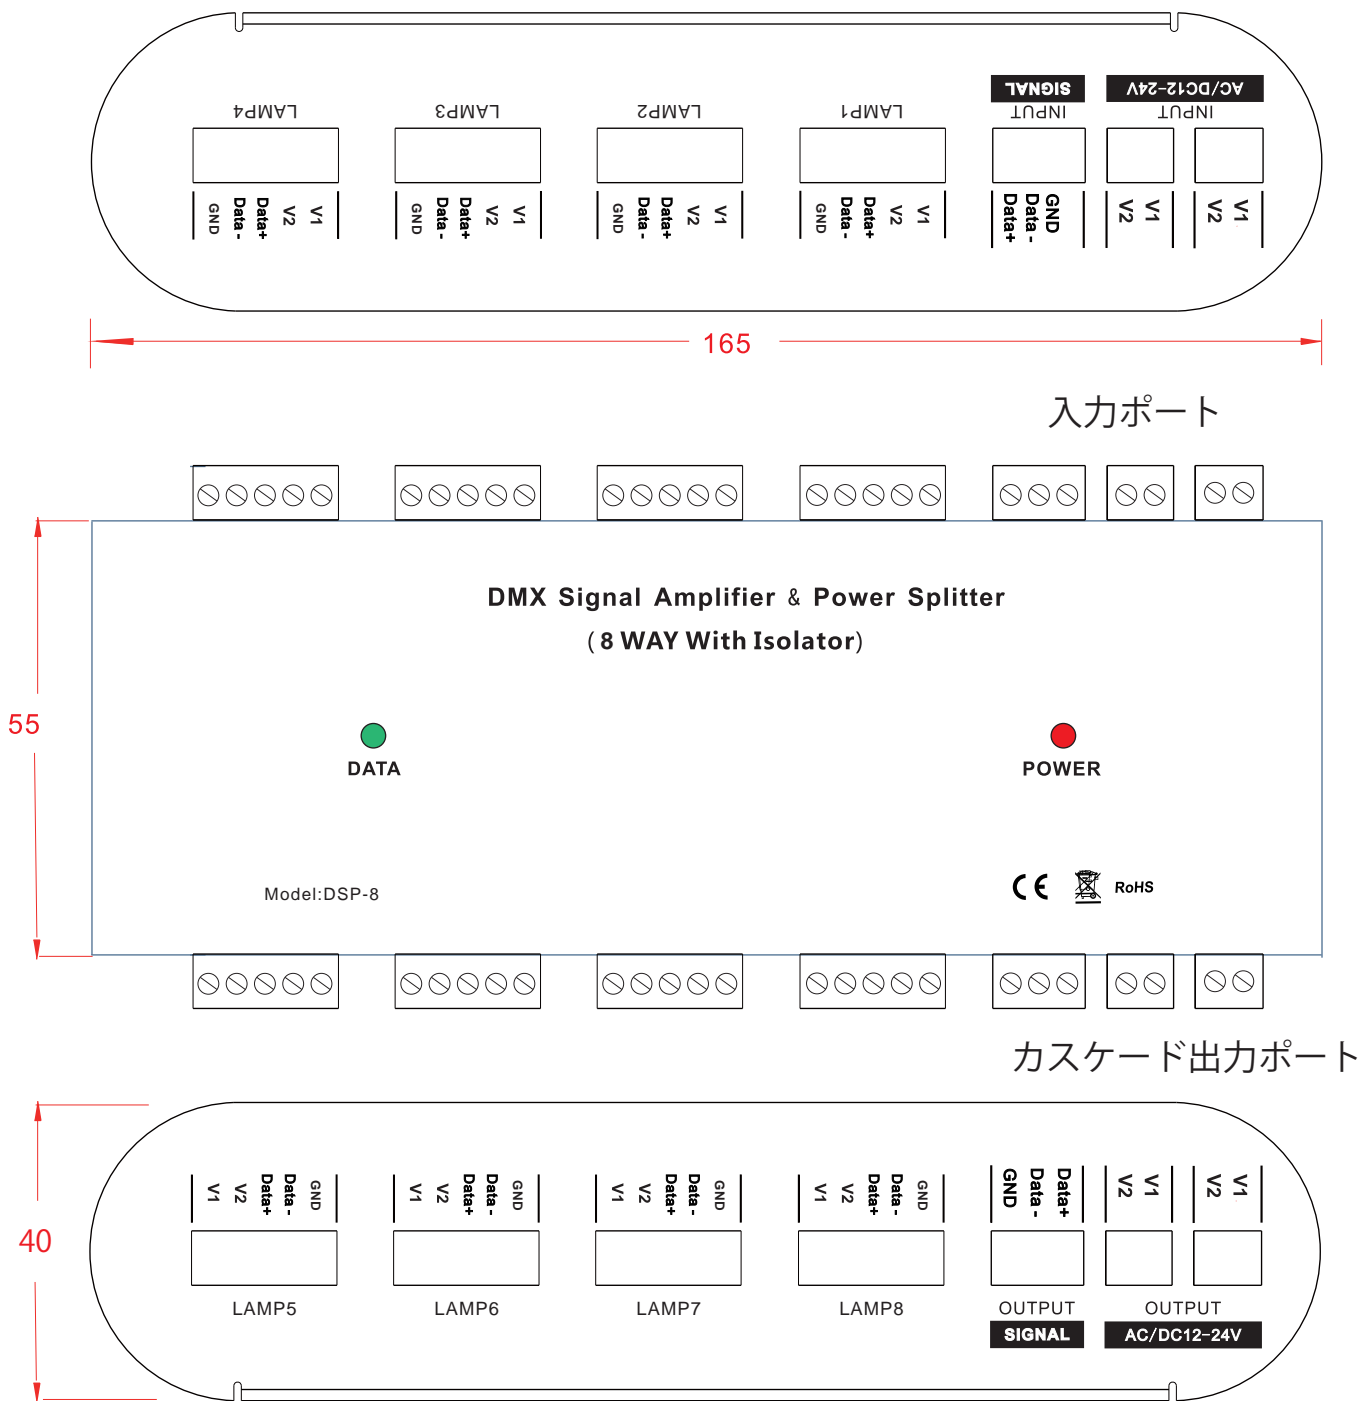 LAMP4 LAMP3 LAMP2 LAMP1 SIGNAL INPUT AC/DC12-24V INPUT
GND Data- Data+ V2 V1
GND Data- Data+ V2 V1
GND Data- Data+ V2 V1
GND Data- Data+ V2 V1
Data+ Data- GND
V2 V1
V2 V1
165
入力ポート
DMX Signal Amplifier & Power Splitter
(8 WAY With Isolator)
55
DATA
POWER
Model:DSP-8
CE RoHS
カスケード出力ポート
V1 V2 Data+ Data- GND
V1 V2 Data+ Data- GND
V1 V2 Data+ Data- GND
V1 V2 Data+ Data- GND
GND Data- Data+
V2 V1
V2 V1
40
LAMP5 LAMP6 LAMP7 LAMP8 OUTPUT OUTPUT
SIGNAL AC/DC12-24V